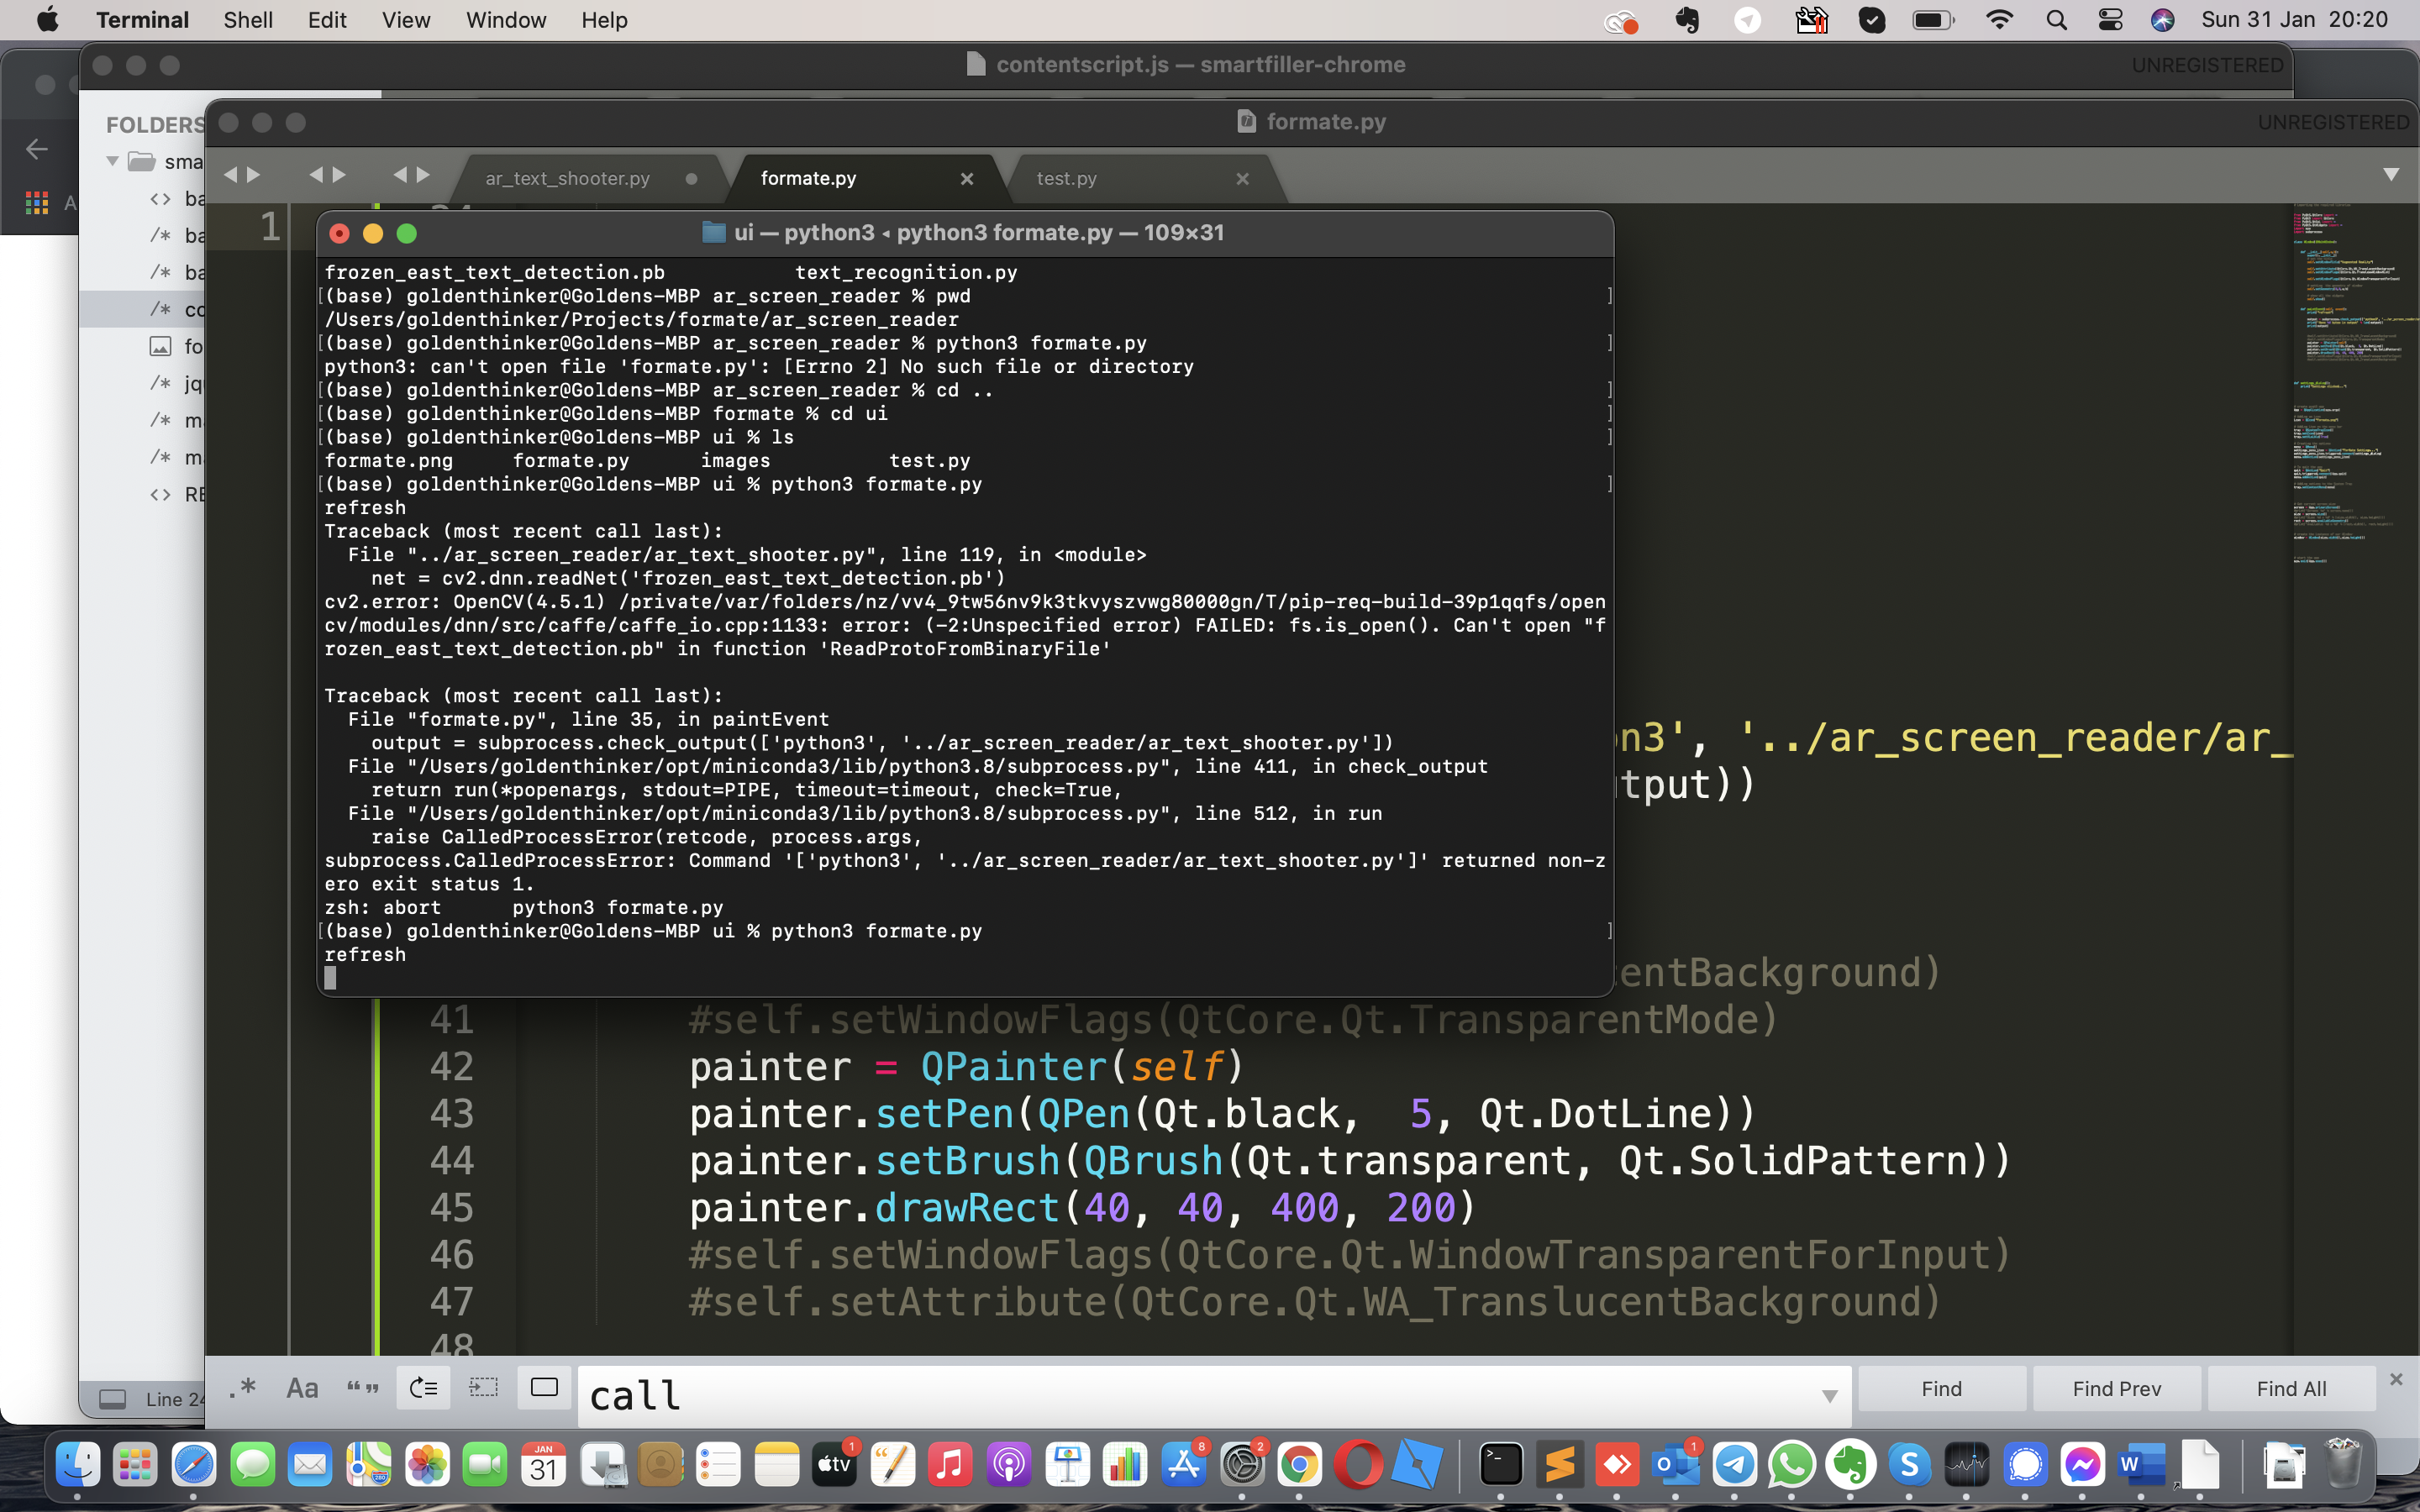 Terminal Shell Edit View Window Help Sun 31 Jan 20:20
contentscript.js — smartfiller-chrome UNREGISTERED
formate.py UNREGISTERED
FOLDERS
sma
ba
ba
ba
co
fo
jq
m
m
RE
A
ar_text_shooter.py formate.py test.py
1
ui — python3 ◂ python3 formate.py — 109×31
frozen_east_text_detection.pb text_recognition.py
[(base) goldenthinker@Goldens-MBP ar_screen_reader % pwd ]
/Users/goldenthinker/Projects/formate/ar_screen_reader
[(base) goldenthinker@Goldens-MBP ar_screen_reader % python3 formate.py ]
python3: can't open file 'formate.py': [Errno 2] No such file or directory
[(base) goldenthinker@Goldens-MBP ar_screen_reader % cd .. ]
[(base) goldenthinker@Goldens-MBP formate % cd ui ]
[(base) goldenthinker@Goldens-MBP ui % ls ]
formate.png formate.py images test.py
[(base) goldenthinker@Goldens-MBP ui % python3 formate.py ]
refresh
Traceback (most recent call last):
File "../ar_screen_reader/ar_text_shooter.py", line 119, in <module>
net = cv2.dnn.readNet('frozen_east_text_detection.pb')
cv2.error: OpenCV(4.5.1) /private/var/folders/nz/vv4_9tw56nv9k3tkvyszvwg80000gn/T/pip-req-build-39p1qqfs/open
cv/modules/dnn/src/caffe/caffe_io.cpp:1133: error: (-2:Unspecified error) FAILED: fs.is_open(). Can't open "f
rozen_east_text_detection.pb" in function 'ReadProtoFromBinaryFile'
Traceback (most recent call last):
File "formate.py", line 35, in paintEvent
output = subprocess.check_output(['python3', '../ar_screen_reader/ar_text_shooter.py'])
File "/Users/goldenthinker/opt/miniconda3/lib/python3.8/subprocess.py", line 411, in check_output
return run(*popenargs, stdout=PIPE, timeout=timeout, check=True,
File "/Users/goldenthinker/opt/miniconda3/lib/python3.8/subprocess.py", line 512, in run
raise CalledProcessError(retcode, process.args,
subprocess.CalledProcessError: Command '['python3', '../ar_screen_reader/ar_text_shooter.py']' returned non-z
ero exit status 1.
zsh: abort python3 formate.py
[(base) goldenthinker@Goldens-MBP ui % python3 formate.py ]
refresh
n3', '../ar_screen_reader/ar_
tput))
entBackground)
41 #self.setWindowFlags(QtCore.Qt.TransparentMode)
42 painter = QPainter(self)
43 painter.setPen(QPen(Qt.black, 5, Qt.DotLine))
44 painter.setBrush(QBrush(Qt.transparent, Qt.SolidPattern))
45 painter.drawRect(40, 40, 400, 200)
46 #self.setWindowFlags(QtCore.Qt.WindowTransparentForInput)
47 #self.setAttribute(QtCore.Qt.WA_TranslucentBackground)
48
Line 24
.* Aa “” call Find Find Prev Find All
JAN
31
tv 1
8
2
1